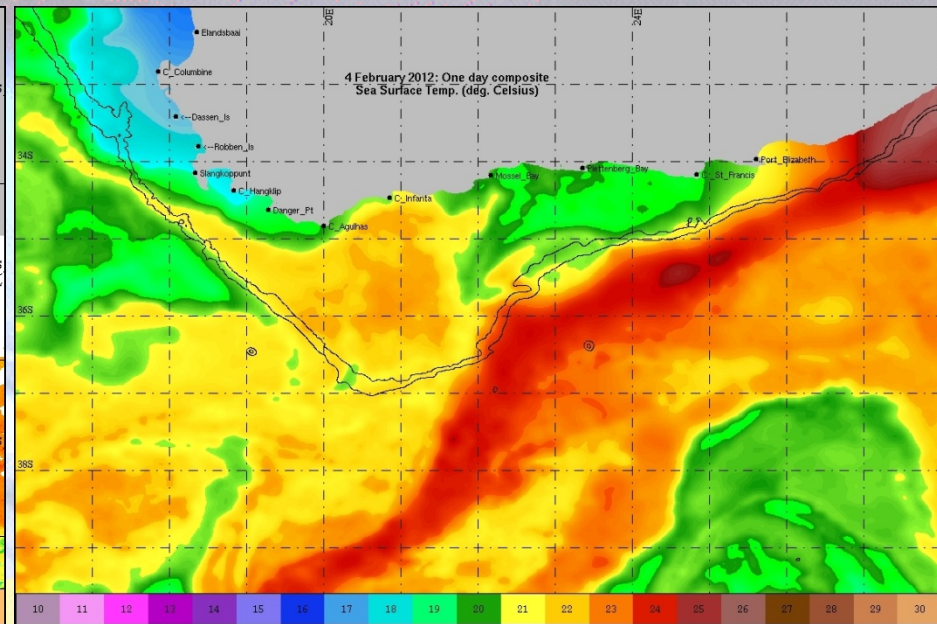 20E
24E
Elandsbaai
C_Columbine
4 February 2012: One day composite
Sea Surface Temp. (deg. Celsius)
<--Dassen_Is
<--Robben_Is
34S
Port_Elizabeth
Slangkoppunt
Mossel_Bay
Plettenberg_Bay
C_St_Francis
C_Hangklip
C_Infanta
Danger_Pt
C_Agulhas
36S
38S
10 11 12 13 14 15 16 17 18 19 20 21 22 23 24 25 26 27 28 29 30